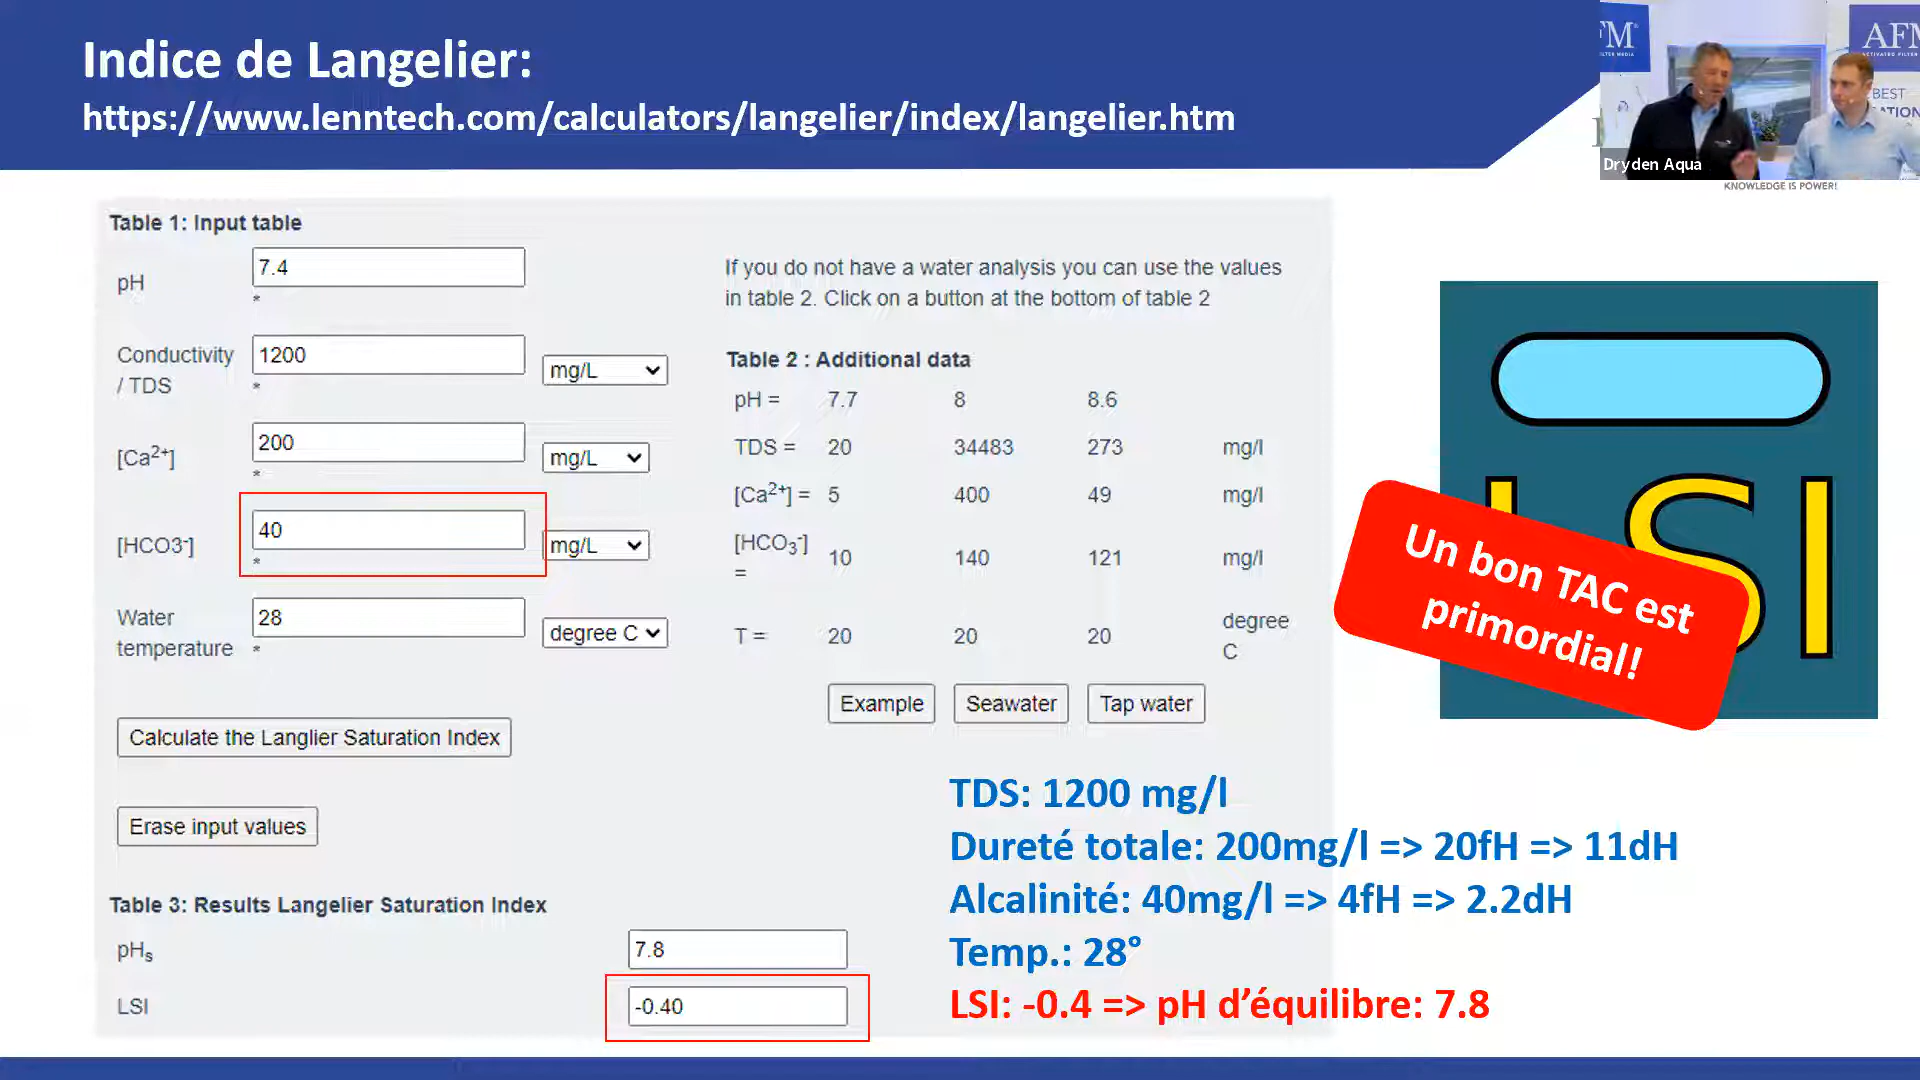 Indice de Langelier:
https://www.lenntech.com/calculators/langelier/index/langelier.htm
FM
AFM
BEST
Dryden Aqua
KNOWLEDGE IS POWER!
Table 1: Input table
pH
7.4
*
Conductivity
/ TDS
1200
*
mg/L
[Ca2+]
200
*
mg/L
[HCO3-]
40
*
mg/L
Water
temperature
28
*
degree C
Calculate the Langlier Saturation Index
Erase input values
If you do not have a water analysis you can use the values
in table 2. Click on a button at the bottom of table 2
Table 2 : Additional data
pH = 7.7 8 8.6
TDS = 20 34483 273 mg/l
[Ca2+] = 5 400 49 mg/l
[HCO3-]
= 10 140 121 mg/l
T = 20 20 20 degree
C
Example Seawater Tap water
LSI
Un bon TAC est
primordial!
Table 3: Results Langelier Saturation Index
pHs
7.8
LSI
-0.40
TDS: 1200 mg/l
Dureté totale: 200mg/l => 20fH => 11dH
Alcalinité: 40mg/l => 4fH => 2.2dH
Temp.: 28°
LSI: -0.4 => pH d’équilibre: 7.8